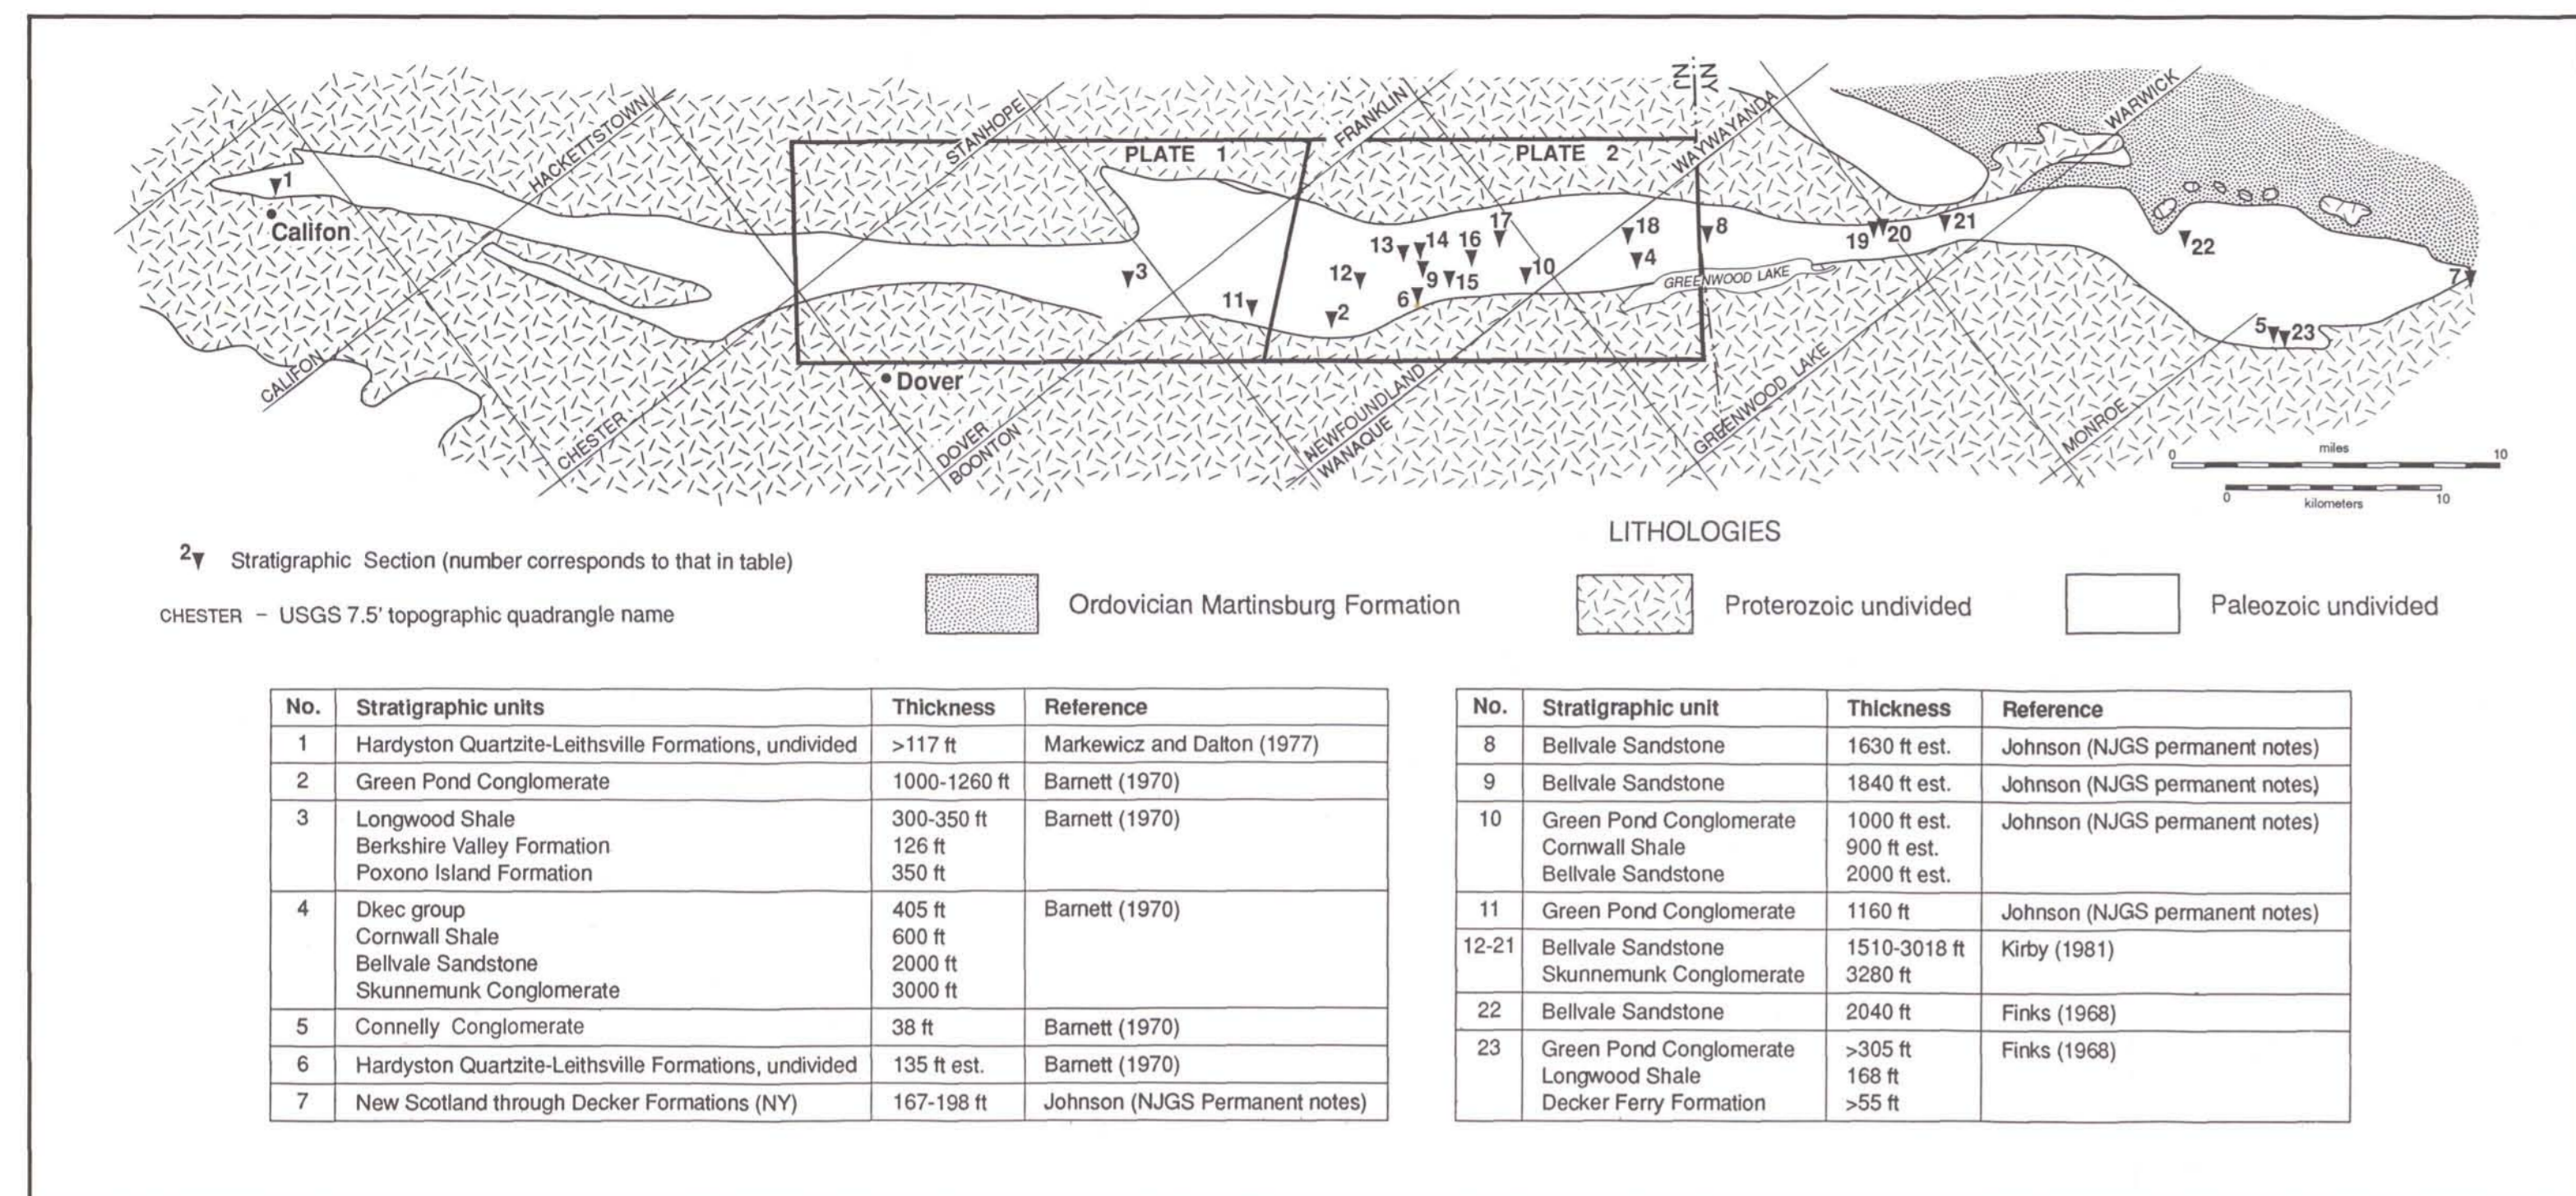 NJ NY
HACKETTSTOWN
STANHOPE
FRANKLIN
WAYWAYANDA
WARWICK
PLATE 1
PLATE 2
1
Califon
17
18
8
21
13
14
16
19
20
22
3
12
9
15
10
4
GREENWOOD LAKE
7
11
6
2
5
23
CALIFON
Dover
CHESTER
DOVER
BOONTON
NEWFOUNDLAND
WANAQUE
GREENWOOD LAKE
MONROE
miles
0 10
0 10
kilometers
LITHOLOGIES
2 Stratigraphic Section (number corresponds to that in table)
CHESTER – USGS 7.5' topographic quadrangle name
Ordovician Martinsburg Formation
Proterozoic undivided
Paleozoic undivided
No. Stratigraphic units Thickness Reference
1 Hardyston Quartzite-Leithsville Formations, undivided >117 ft Markewicz and Dalton (1977)
2 Green Pond Conglomerate 1000-1260 ft Barnett (1970)
3 Longwood Shale 300-350 ft Barnett (1970)
Berkshire Valley Formation 126 ft
Poxono Island Formation 350 ft
4 Dkec group 405 ft Barnett (1970)
Cornwall Shale 600 ft
Bellvale Sandstone 2000 ft
Skunnemunk Conglomerate 3000 ft
5 Connelly Conglomerate 38 ft Barnett (1970)
6 Hardyston Quartzite-Leithsville Formations, undivided 135 ft est. Barnett (1970)
7 New Scotland through Decker Formations (NY) 167-198 ft Johnson (NJGS Permanent notes)
No. Stratigraphic unit Thickness Reference
8 Bellvale Sandstone 1630 ft est. Johnson (NJGS permanent notes)
9 Bellvale Sandstone 1840 ft est. Johnson (NJGS permanent notes)
10 Green Pond Conglomerate 1000 ft est. Johnson (NJGS permanent notes)
Cornwall Shale 900 ft est.
Bellvale Sandstone 2000 ft est.
11 Green Pond Conglomerate 1160 ft Johnson (NJGS permanent notes)
12-21 Bellvale Sandstone 1510-3018 ft Kirby (1981)
Skunnemunk Conglomerate 3280 ft
22 Bellvale Sandstone 2040 ft Finks (1968)
23 Green Pond Conglomerate >305 ft Finks (1968)
Longwood Shale 168 ft
Decker Ferry Formation >55 ft